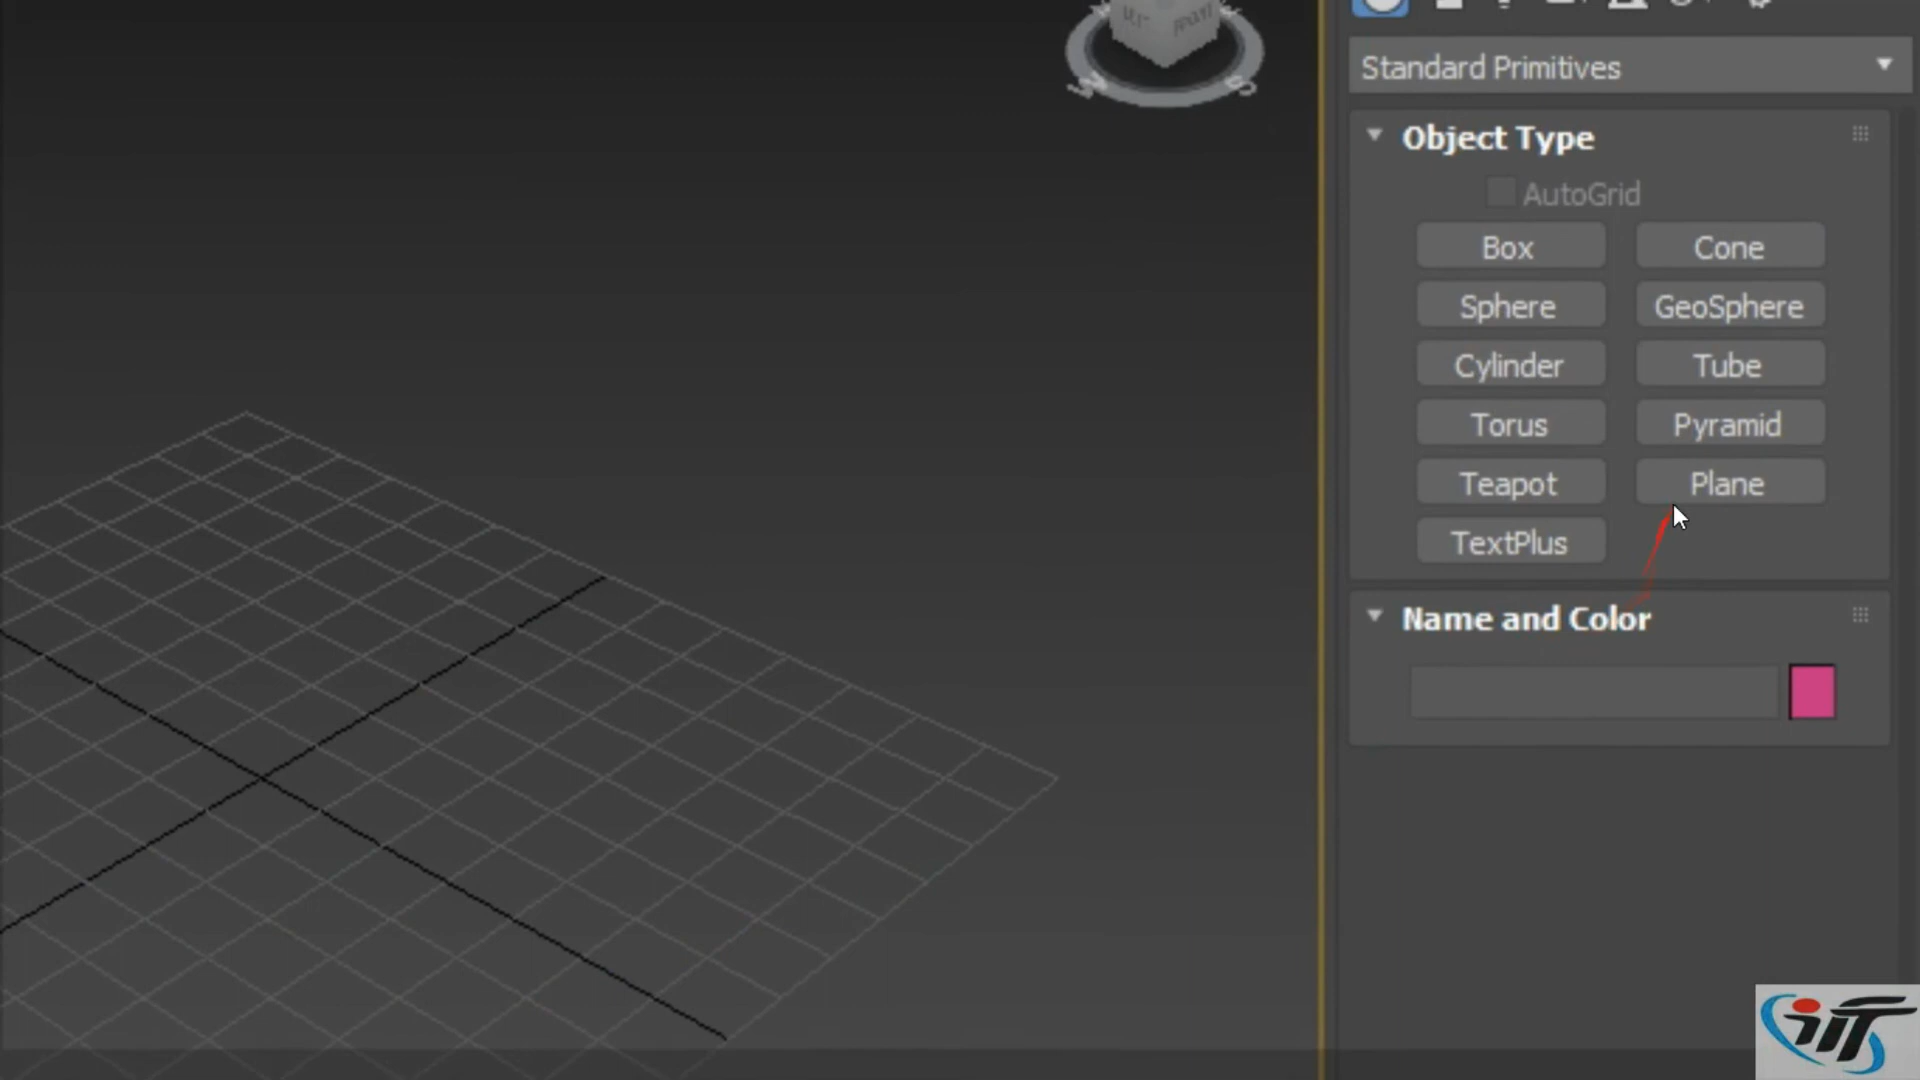 Standard Primitives
Object Type
AutoGrid
Box Cone
Sphere GeoSphere
Cylinder Tube
Torus Pyramid
Teapot Plane
TextPlus
Name and Color